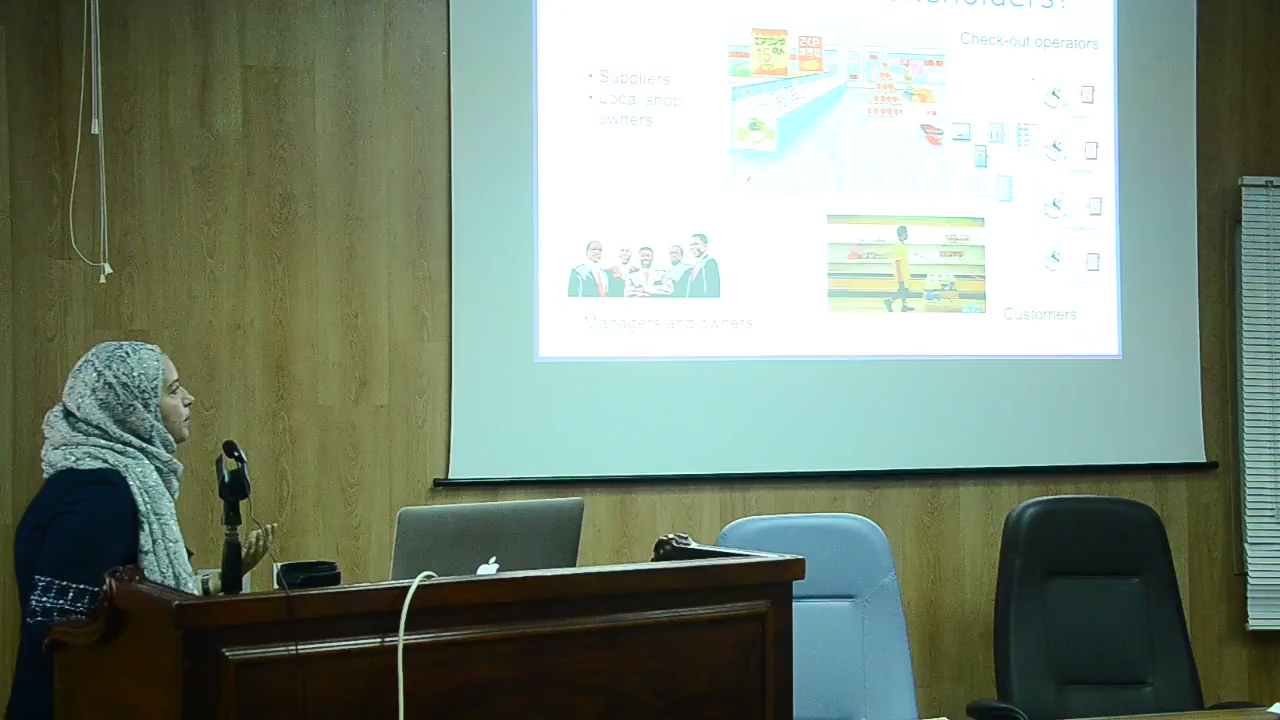 Check-out operators
• Suppliers
• Local shop
owners
Managers and owners
Customers